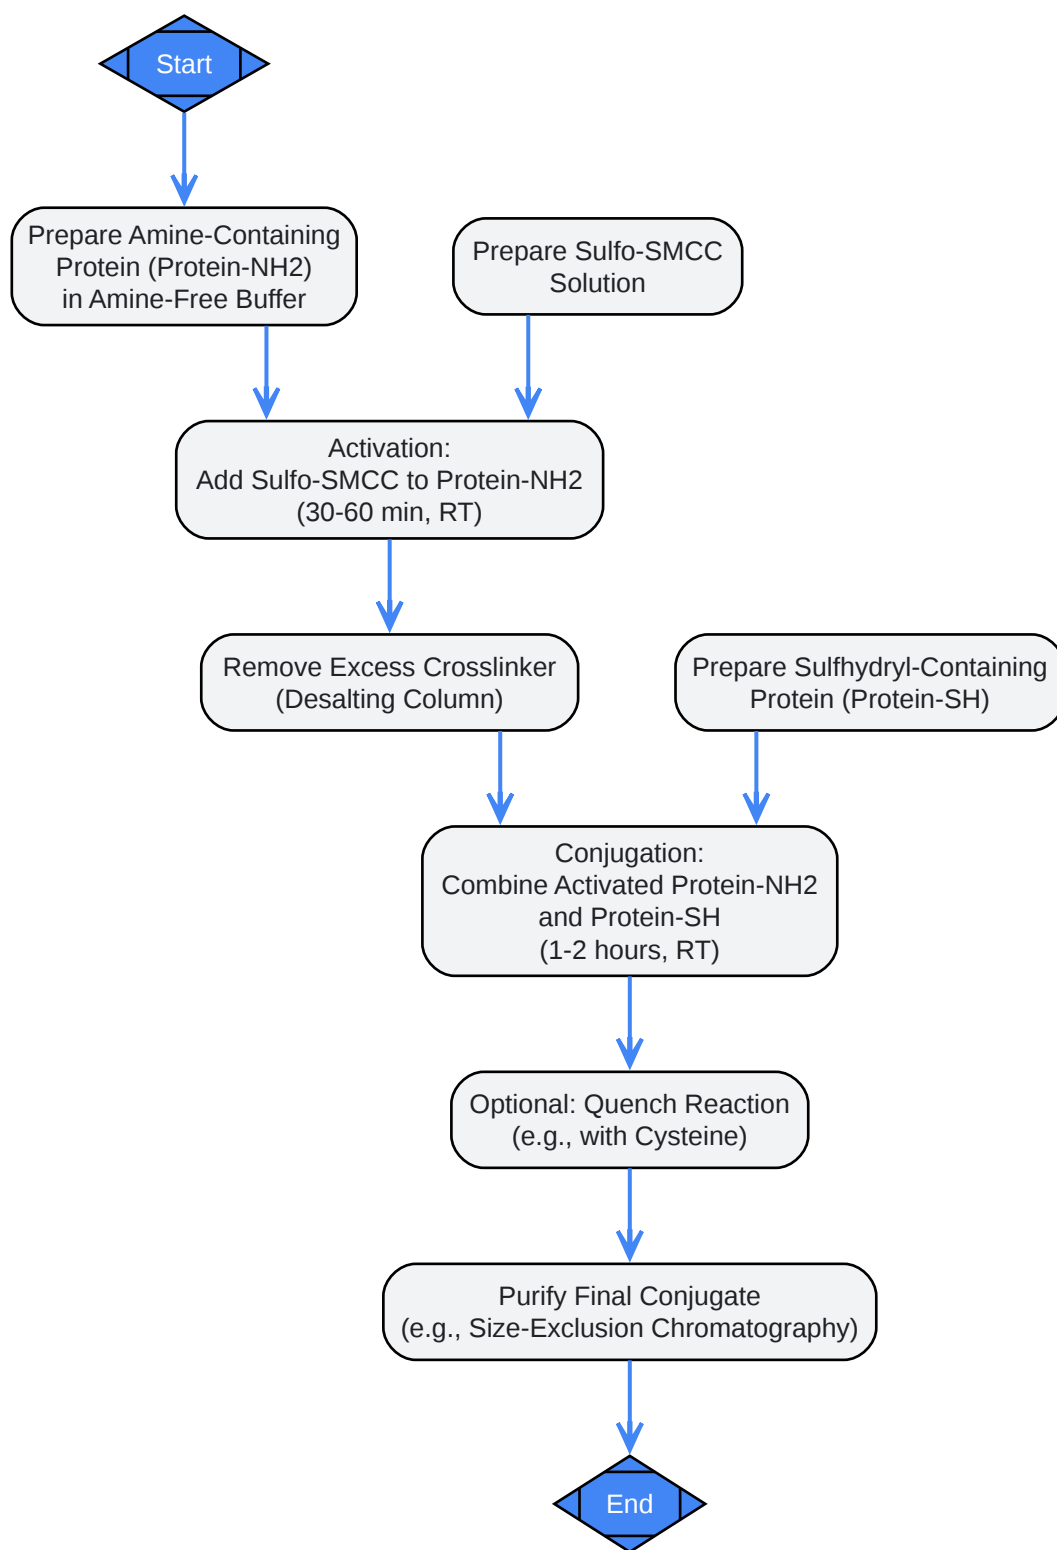 Start
Prepare Amine-Containing
Protein (Protein-NH2)
in Amine-Free Buffer
Prepare Sulfo-SMCC
Solution
Activation:
Add Sulfo-SMCC to Protein-NH2
(30-60 min, RT)
Remove Excess Crosslinker
(Desalting Column)
Prepare Sulfhydryl-Containing
Protein (Protein-SH)
Conjugation:
Combine Activated Protein-NH2
and Protein-SH
(1-2 hours, RT)
Optional: Quench Reaction
(e.g., with Cysteine)
Purify Final Conjugate
(e.g., Size-Exclusion Chromatography)
End